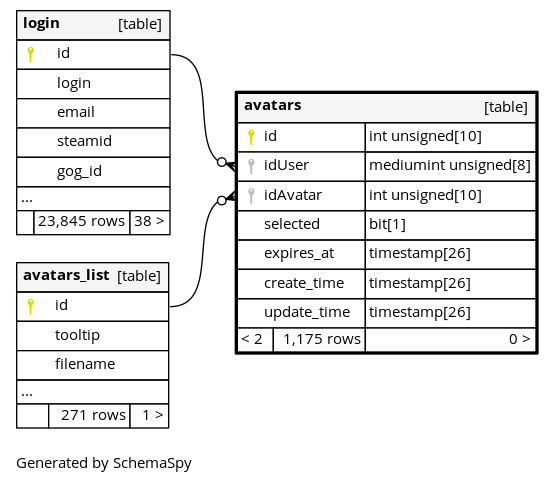 login [table]
id
login
email
steamid
gog_id
...
23,845 rows 38 >
avatars [table]
id int unsigned[10]
idUser mediumint unsigned[8]
idAvatar int unsigned[10]
selected bit[1]
expires_at timestamp[26]
create_time timestamp[26]
update_time timestamp[26]
< 2 1,175 rows 0 >
avatars_list [table]
id
tooltip
filename
...
271 rows 1 >
Generated by SchemaSpy